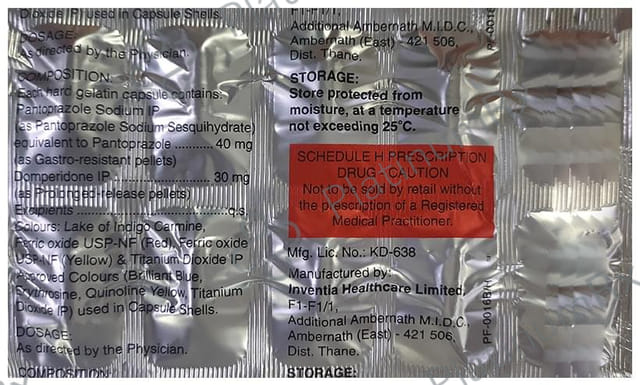 Dioxide IP) used in Capsule Shells.
DOSAGE:
As directed by the Physician.
COMPOSITION:
Each hard gelatin capsule contains:
Pantoprazole Sodium IP
(as Pantoprazole Sodium Sesquihydrate)
equivalent to Pantoprazole ........... 40 mg
(as Gastro-resistant pellets)
Domperidone IP ........................... 30 mg
(as Prolonged-release pellets)
Excipients ........................................ q.s.
Colours: Lake of Indigo Carmine,
Ferric oxide USP-NF (Red), Ferric oxide
USP-NF (Yellow) & Titanium Dioxide IP
Approved Colours (Brilliant Blue,
Erythrosine, Quinoline Yellow, Titanium
Dioxide IP) used in Capsule Shells.
DOSAGE:
As directed by the Physician.
COMPOSITION:
F1-F1/1,
Additional Ambernath M.I.D.C.,
Ambernath (East) - 421 506,
Dist. Thane.
STORAGE:
Store protected from
moisture, at a temperature
not exceeding 25°C.
SCHEDULE H PRESCRIPTION
DRUG - CAUTION
Not to be sold by retail without
the prescription of a Registered
Medical Practitioner.
Mfg. Lic. No.: KD-638
Manufactured by:
Inventia Healthcare Limited,
F1-F1/1,
Additional Ambernath M.I.D.C.,
Ambernath (East) - 421 506,
Dist. Thane.
STORAGE: